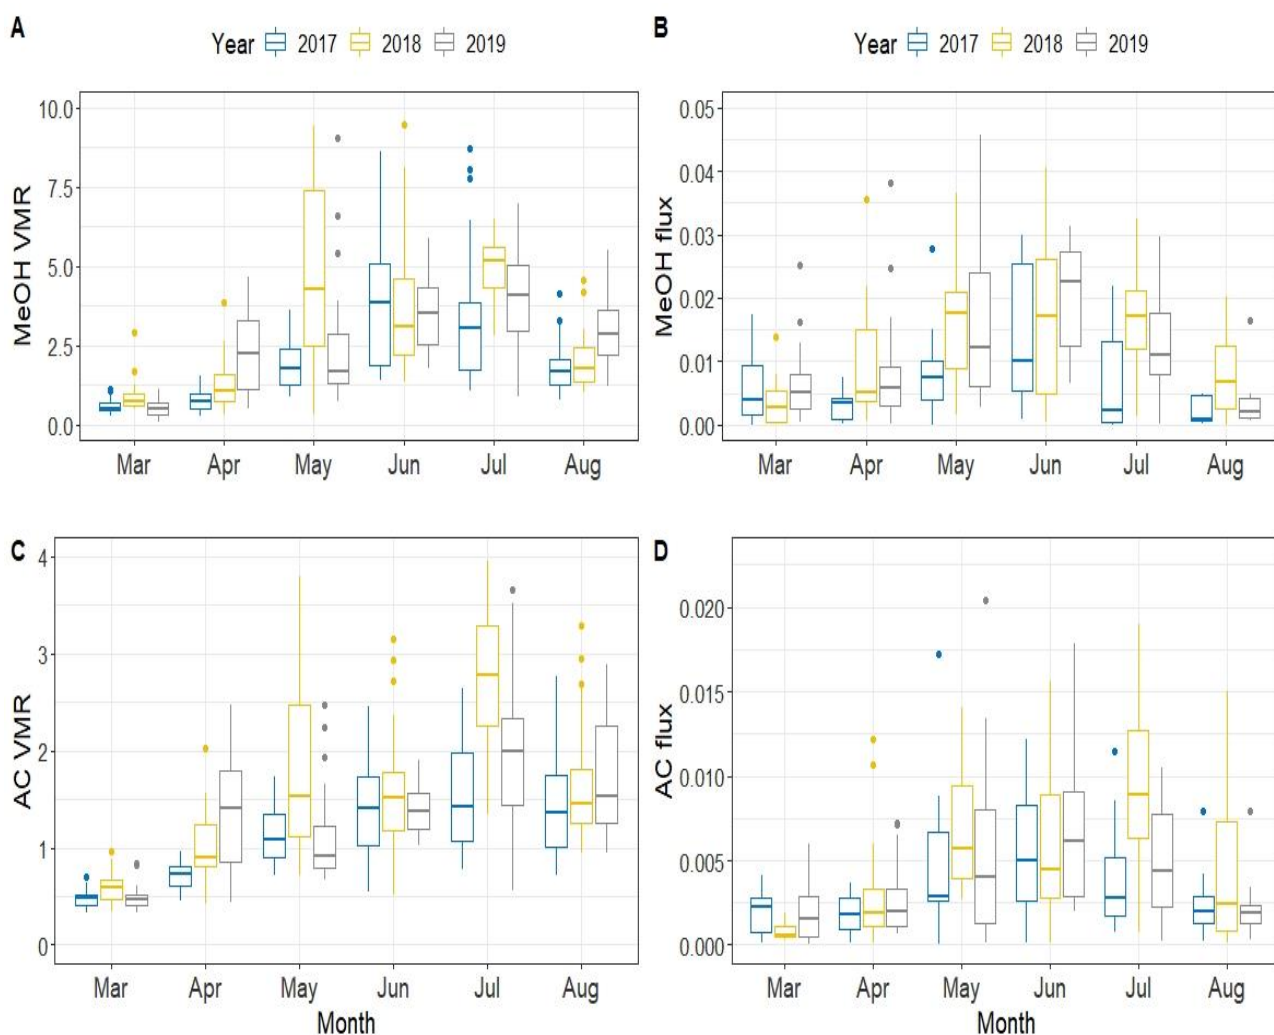 A
Year 2017 2018 2019
MeOH VMR
10.0
7.5
5.0
2.5
0.0
Mar Apr May Jun Jul Aug
B
Year 2017 2018 2019
MeOH flux
0.05
0.04
0.03
0.02
0.01
0.00
Mar Apr May Jun Jul Aug
C
AC VMR
4
3
2
1
0
Mar Apr May Jun Jul Aug
Month
D
AC flux
0.020
0.015
0.010
0.005
0.000
Mar Apr May Jun Jul Aug
Month